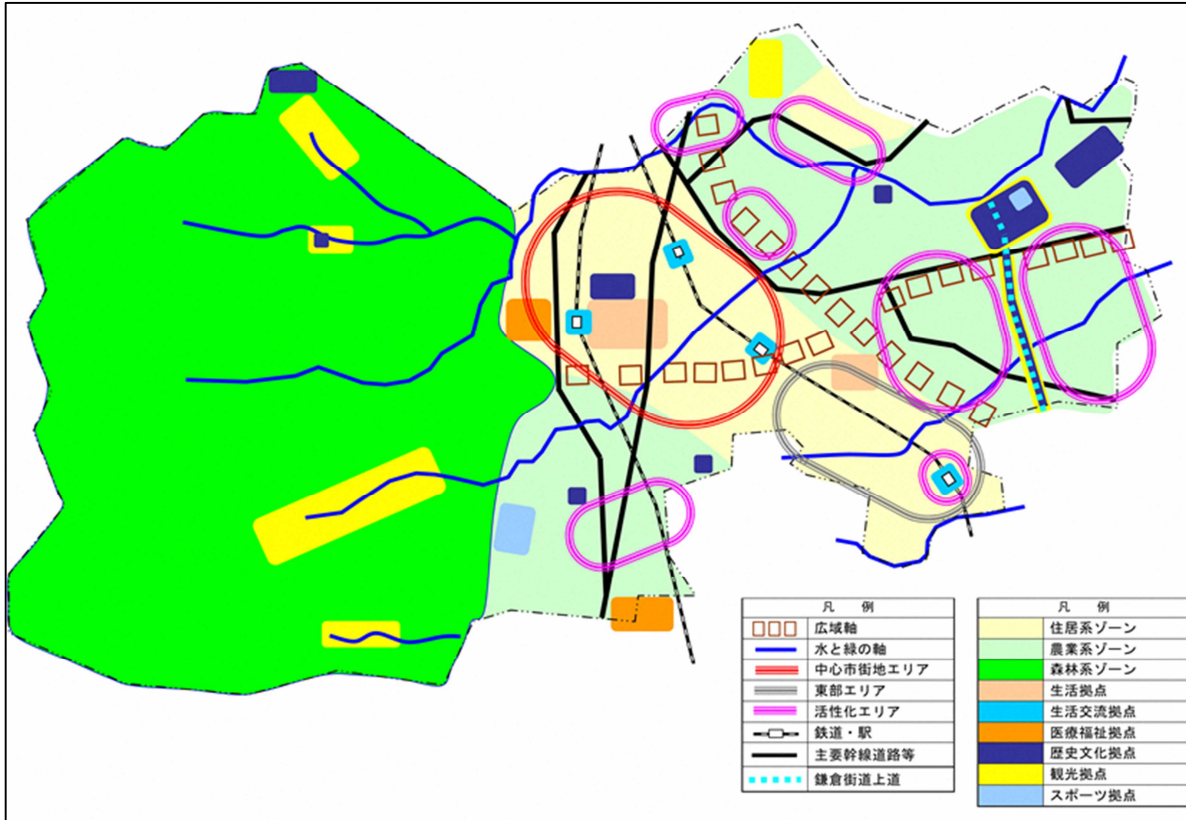 凡 例
広域軸
水と緑の軸
中心市街地エリア
東部エリア
活性化エリア
鉄道・駅
主要幹線道路等
鎌倉街道上道
凡 例
住居系ゾーン
農業系ゾーン
森林系ゾーン
生活拠点
生活交流拠点
医療福祉拠点
歴史文化拠点
観光拠点
スポーツ拠点